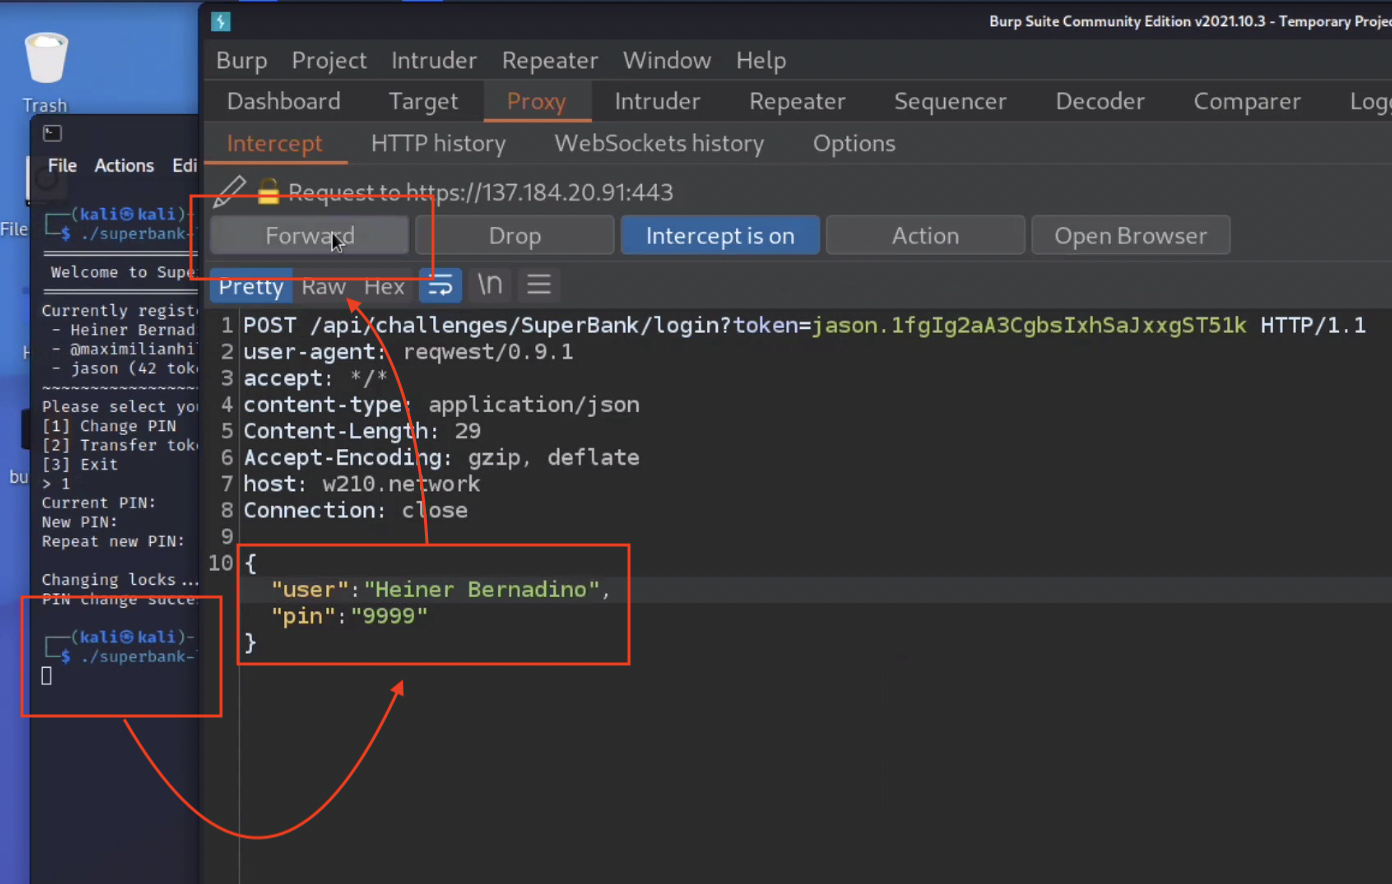 Burp Suite Community Edition v2021.10.3 - Temporary
Burp Project Intruder Repeater Window Help
Dashboard Target Proxy Intruder Repeater Sequencer Decoder Comparer
Intercept HTTP history WebSockets history Options
Request to https://137.184.20.91:443
Forward Drop Intercept is on Action Open Browser
Pretty Raw Hex \n
1 POST /api/challenges/SuperBank/login?token=jason.1fgIg2aA3CgbsIxhSaJxxgST51k HTTP/1.1
2 user-agent: reqwest/0.9.1
3 accept: */*
4 content-type: application/json
5 Content-Length: 29
6 Accept-Encoding: gzip, deflate
7 host: w210.network
8 Connection: close
9
10 {
"user":"Heiner Bernadino",
"pin":"9999"
}
Trash
File Actions Edi
File
bu
(kali㉿kali)-
$ ./superbank-
Welcome to Supe
Currently registe
- Heiner Bernad
- @maximilianhi
- jason (42 tok
~~~~~~~~~~~~~~~~~
Please select yo
[1] Change PIN
[2] Transfer tok
[3] Exit
> 1
Current PIN:
New PIN:
Repeat new PIN:
Changing locks...
PIN change succe
(kali㉿kali)-
$ ./superbank-